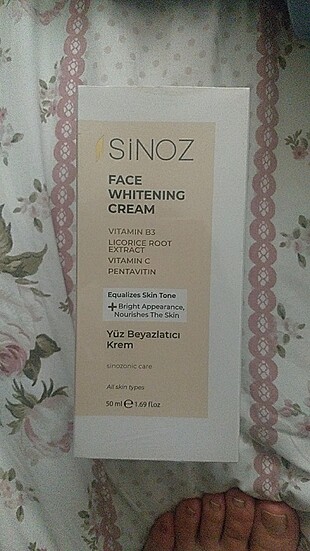 SiNOZ
FACE
WHITENING
CREAM
VITAMIN B3
LICORICE ROOT
EXTRACT
VITAMIN C
PENTAVITIN
Equalizes Skin Tone
+ Bright Appearance,
Nourishes The Skin
Yüz Beyazlatıcı
Krem
sinozonic care
All skin types
50 ml ℮ 1.69 fl.oz